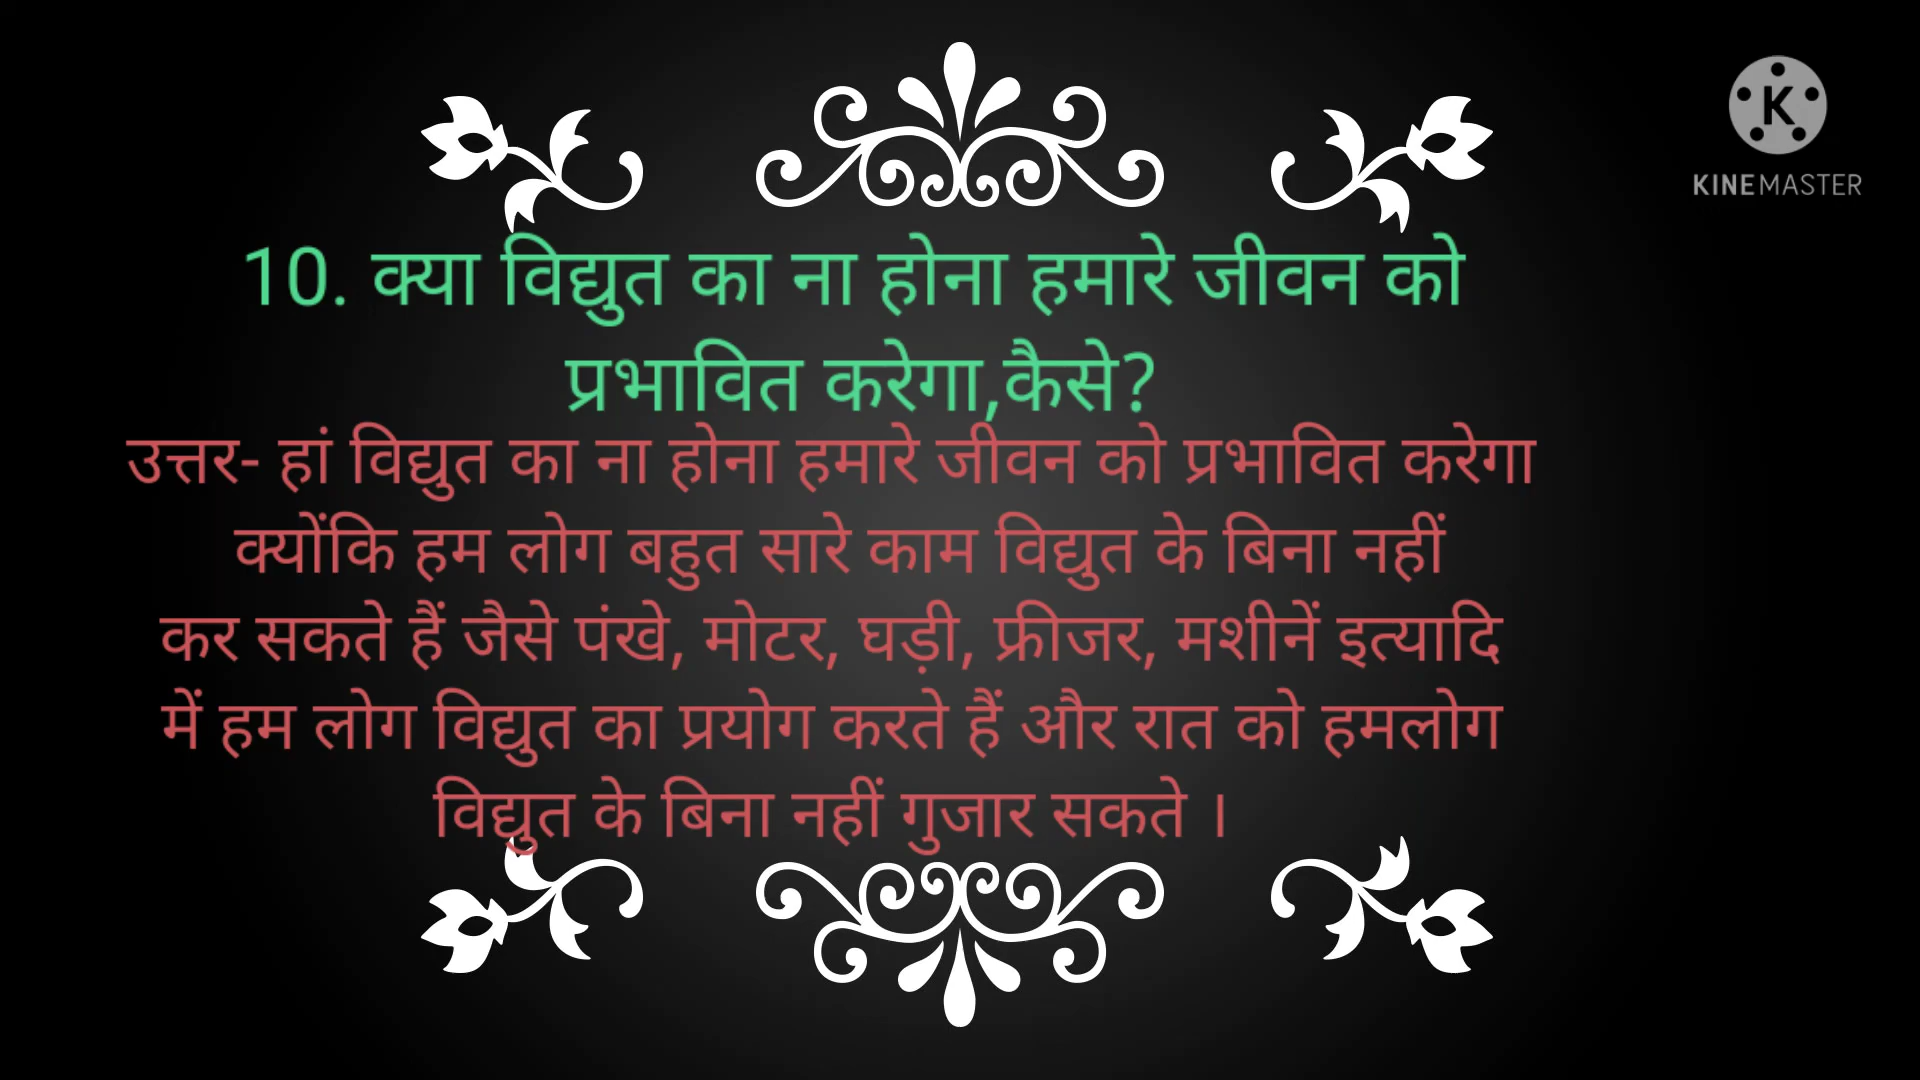 KINEMASTER
10. क्या विद्युत का ना होना हमारे जीवन को
प्रभावित करेगा,कैसे?
उत्तर- हां विद्युत का ना होना हमारे जीवन को प्रभावित करेगा
क्योंकि हम लोग बहुत सारे काम विद्युत के बिना नहीं
कर सकते हैं जैसे पंखे, मोटर, घड़ी, फ्रीजर, मशीनें इत्यादि
में हम लोग विद्युत का प्रयोग करते हैं और रात को हमलोग
विद्युत के बिना नहीं गुजार सकते ।